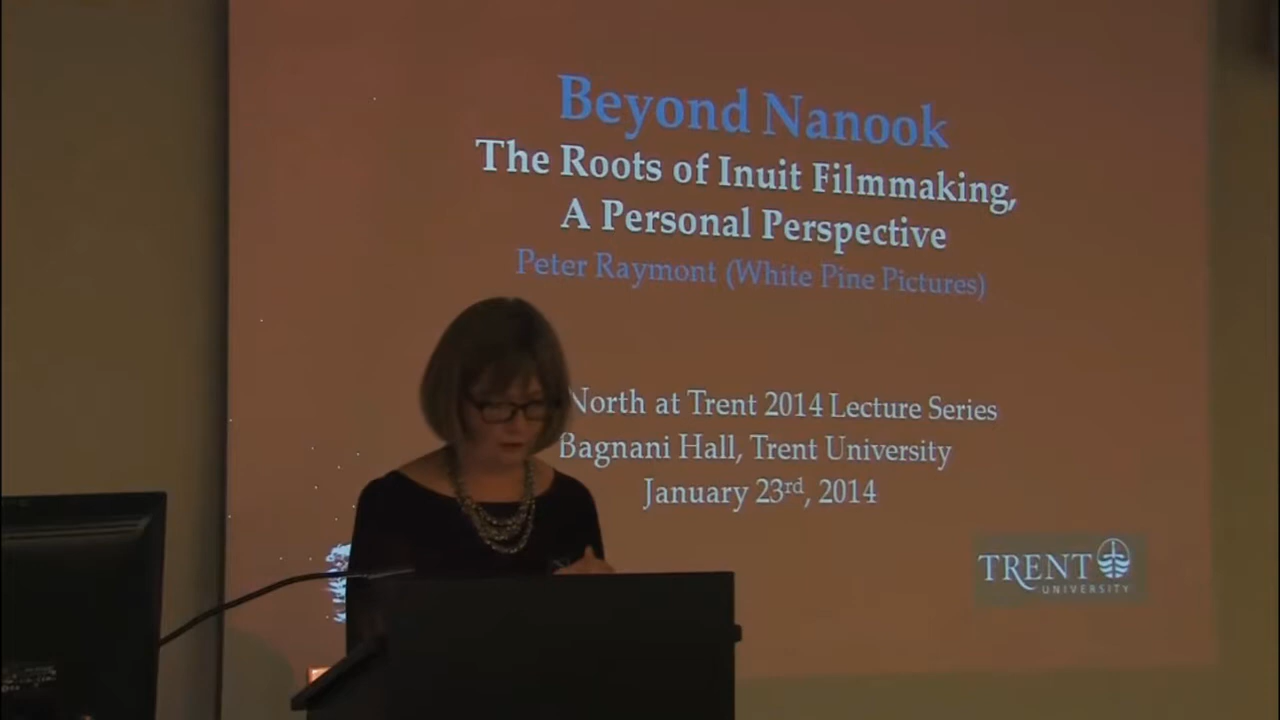 Beyond Nanook
The Roots of Inuit Filmmaking,
A Personal Perspective
Peter Raymont (White Pine Pictures)
North at Trent 2014 Lecture Series
Bagnani Hall, Trent University
January 23rd, 2014
TRENT
UNIVERSITY